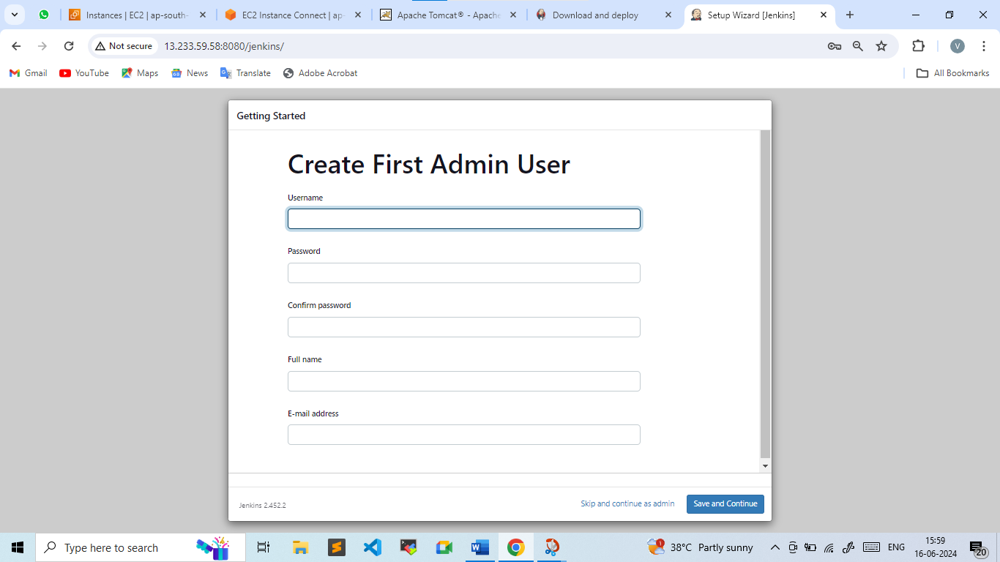 Instances | EC2 | ap-south-
EC2 Instance Connect | ap-
Apache Tomcat® - Apache
Download and deploy
Setup Wizard [Jenkins]
Not secure
13.233.59.58:8080/jenkins/
V
Gmail
YouTube
Maps
News
Translate
Adobe Acrobat
All Bookmarks
Getting Started
Create First Admin User
Username
Password
Confirm password
Full name
E-mail address
Jenkins 2.452.2
Skip and continue as admin
Save and Continue
Type here to search
38°C Partly sunny
ENG
15:59
16-06-2024
20